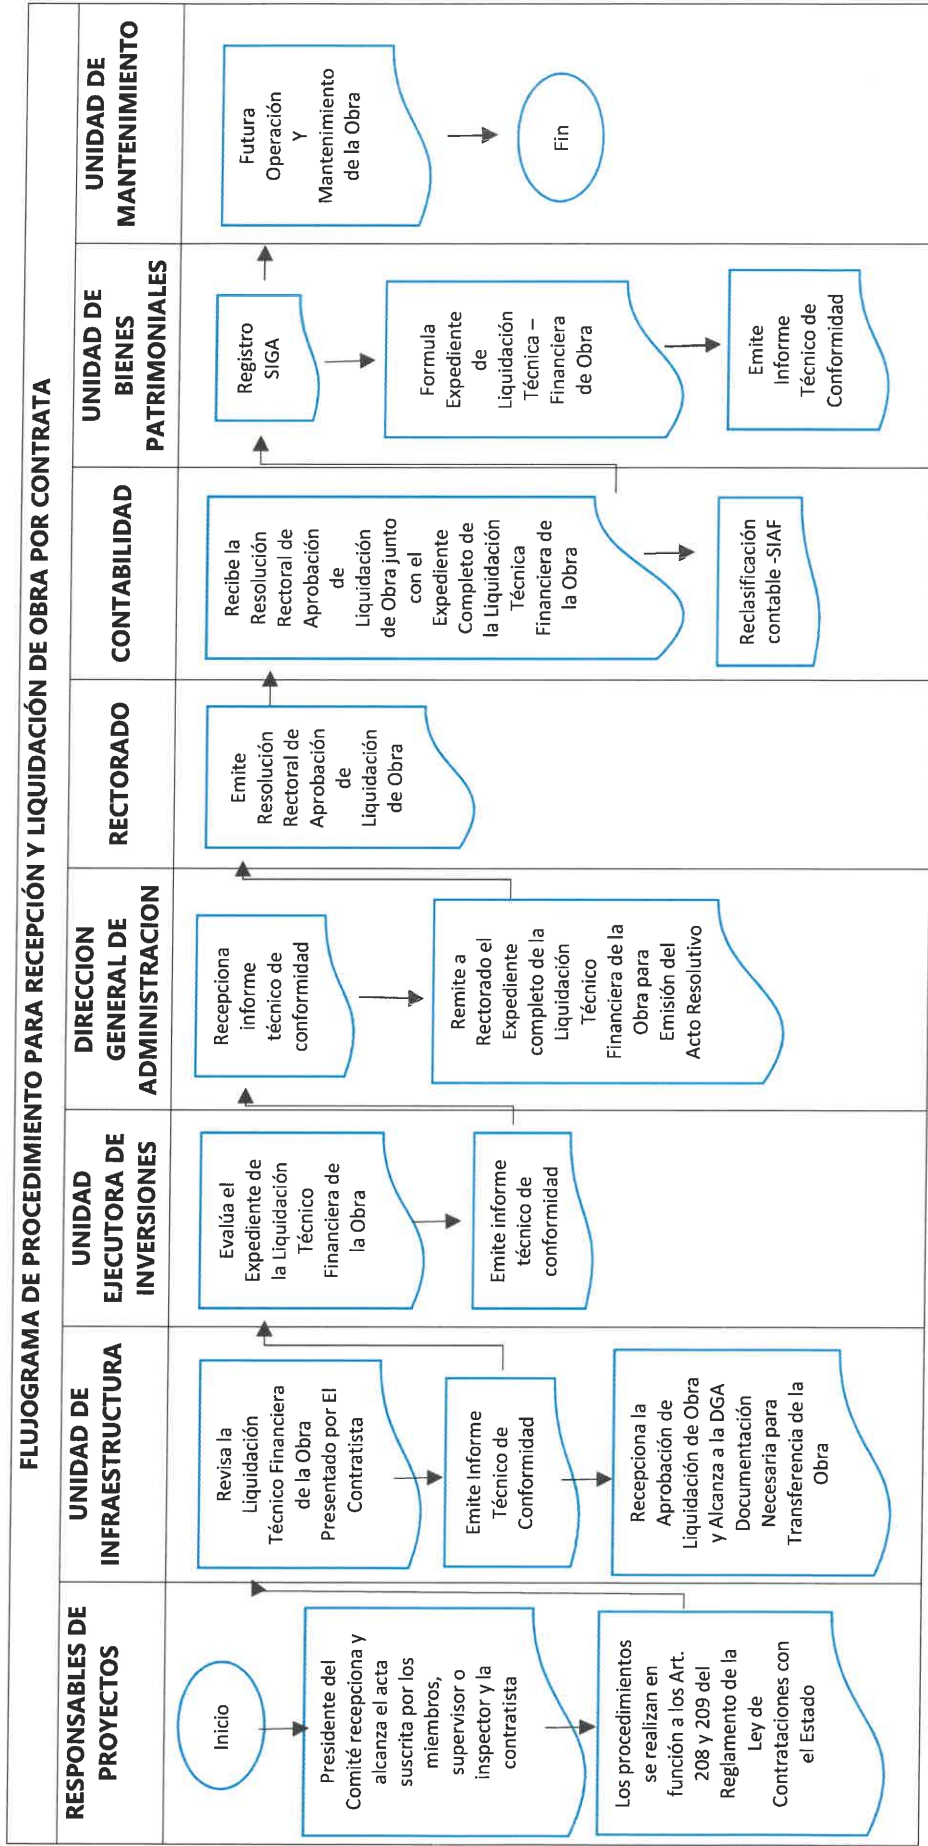 FLUJOGRAMA DE PROCEDIMIENTO PARA RECEPCIÓN Y LIQUIDACIÓN DE OBRA POR CONTRATA
RESPONSABLES DE
PROYECTOS
Inicio
Presidente del
Comité recepciona y
alcanza el acta
suscrita por los
miembros,
supervisor o
inspector y la
contratista
Los procedimientos
se realizan en
función a los Art.
208 y 209 del
Reglamento de la
Ley de
Contrataciones con
el Estado
UNIDAD DE
INFRAESTRUCTURA
Revisa la
Liquidación
Técnico Financiera
de la Obra
Presentado por El
Contratista
Emite Informe
Técnico de
Conformidad
Recepciona la
Aprobación de
Liquidación de Obra
y Alcanza a la DGA
Documentación
Necesaria para
Transferencia de la
Obra
UNIDAD
EJECUTORA DE
INVERSIONES
Evalúa el
Expediente de
la Liquidación
Técnico
Financiera de
la Obra
Emite informe
técnico de
conformidad
DIRECCION
GENERAL DE
ADMINISTRACION
Recepciona
informe
técnico de
conformidad
Remite a
Rectorado el
Expediente
completo de la
Liquidación
Técnico
Financiera de la
Obra para
Emisión del
Acto Resolutivo
RECTORADO
Emite
Resolución
Rectoral de
Aprobación
de
Liquidación
de Obra
CONTABILIDAD
Recibe la
Resolución
Rectoral de
Aprobación
de
Liquidación
de Obra junto
con el
Expediente
Completo de
la Liquidación
Técnica
Financiera de
la Obra
Reclasificación
contable -SIAF
UNIDAD DE
BIENES
PATRIMONIALES
Registro
SIGA
Formula
Expediente
de
Liquidación
Técnica –
Financiera
de Obra
Emite
Informe
Técnico de
Conformidad
UNIDAD DE
MANTENIMIENTO
Futura
Operación
Y
Mantenimiento
de la Obra
Fin